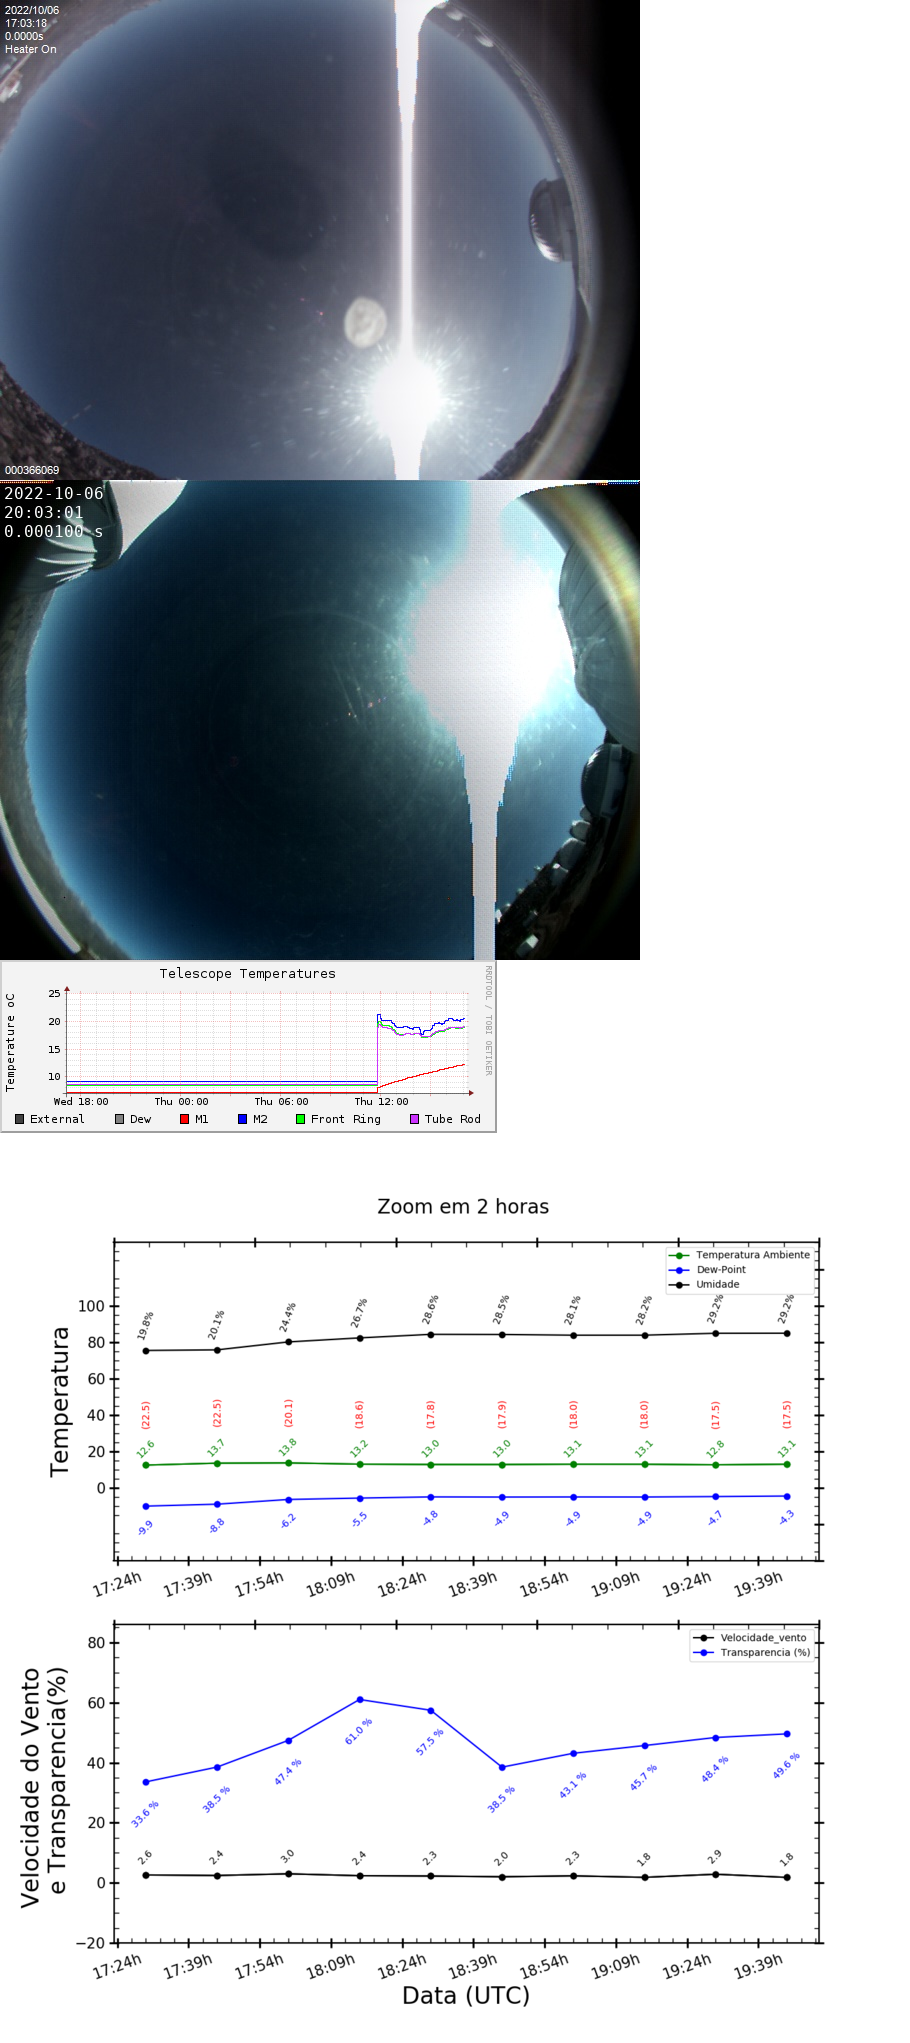 2022/10/06
17:03:18
0.0000s
Heater On
000366069
2022-10-06
20:03:01
0.000100 s
Telescope Temperatures
RRDTOOL / TOBI OETIKER
Temperature oC
25
20
15
10
Wed 18:00 Thu 00:00 Thu 06:00 Thu 12:00
External Dew M1 M2 Front Ring Tube Rod
Zoom em 2 horas
Temperatura Ambiente
Dew-Point
Umidade
Temperatura
100
80
60
40
20
0
19.8% 20.1% 24.4% 26.7% 28.6% 28.5% 28.1% 28.2% 29.2% 29.2%
(22.5) (22.5) (20.1) (18.6) (17.8) (17.9) (18.0) (18.0) (17.5) (17.5)
12.6 13.7 13.8 13.2 13.0 13.0 13.1 13.1 12.8 13.1
-9.9 -8.8 -6.2 -5.5 -4.8 -4.9 -4.9 -4.9 -4.7 -4.3
17:24h 17:39h 17:54h 18:09h 18:24h 18:39h 18:54h 19:09h 19:24h 19:39h
Velocidade_vento
Transparencia (%)
Velocidade do Vento
e Transparencia(%)
80
60
40
20
0
−20
33.6 % 38.5 % 47.4 % 61.0 % 57.5 % 38.5 % 43.1 % 45.7 % 48.4 % 49.6 %
2.6 2.4 3.0 2.4 2.3 2.0 2.3 1.8 2.9 1.8
17:24h 17:39h 17:54h 18:09h 18:24h 18:39h 18:54h 19:09h 19:24h 19:39h
Data (UTC)